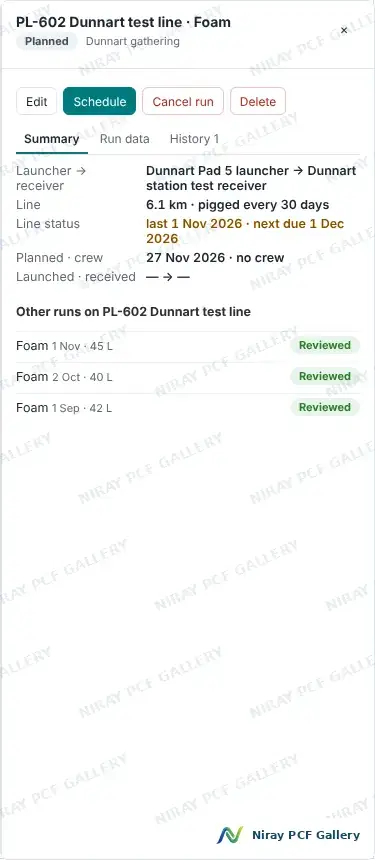 PL-602 Dunnart test line · Foam
×
Planned Dunnart gathering
Edit Schedule Cancel run Delete
Summary Run data History 1
Launcher → receiver Dunnart Pad 5 launcher → Dunnart station test receiver
Line 6.1 km · pigged every 30 days
Line status last 1 Nov 2026 · next due 1 Dec 2026
Planned · crew 27 Nov 2026 · no crew
Launched · received — → —
Other runs on PL-602 Dunnart test line
Foam 1 Nov · 45 L Reviewed
Foam 2 Oct · 40 L Reviewed
Foam 1 Sep · 42 L Reviewed
NIRAY PCF GALLERY
Niray PCF Gallery